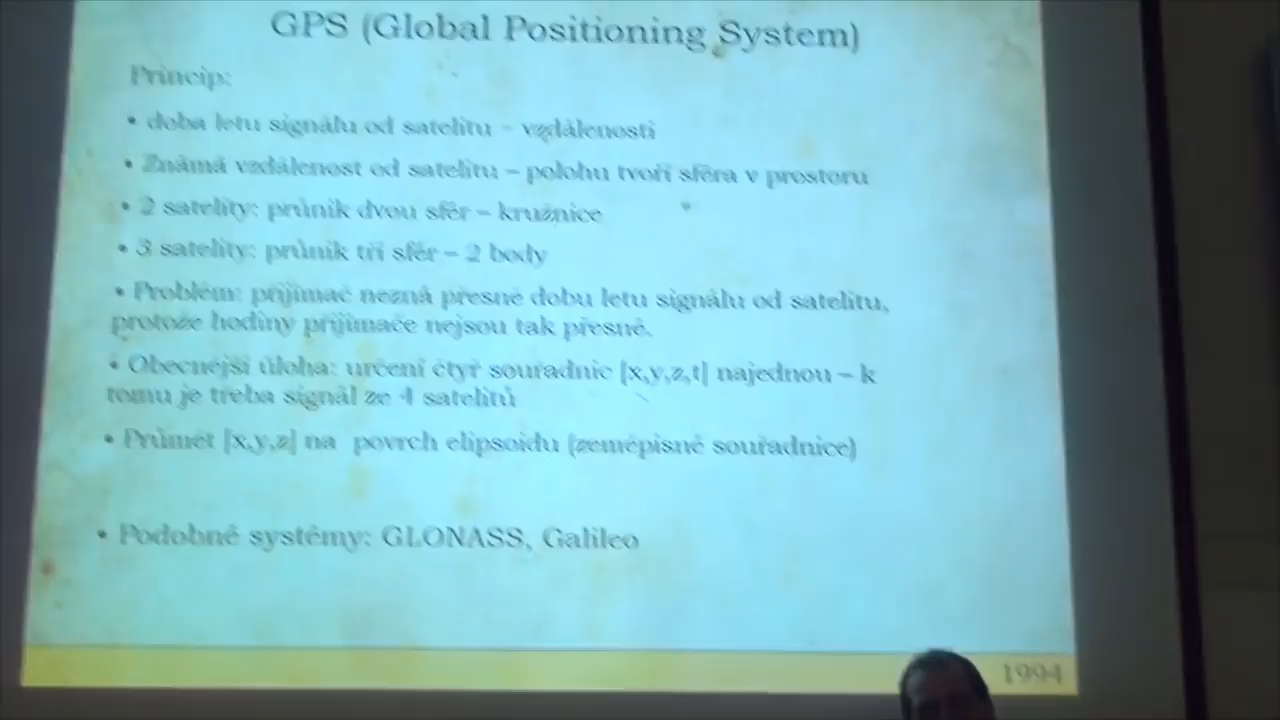 GPS (Global Positioning System)
Princip:
• doba letu signálu od satelitu – vzdálenosti
• Známá vzdálenost od satelitu – polohu tvoří sféra v prostoru
• 2 satelity: průnik dvou sfér – kružnice
• 3 satelity: průnik tří sfér – 2 body
• Problém: přijímač nezná přesně dobu letu signálu od satelitu,
protože hodiny přijímače nejsou tak přesné.
• Obecnější úloha: určení čtyř souřadnic [x,y,z,t] najednou – k
tomu je třeba signál ze 4 satelitů
• Průmět [x,y,z] na povrch elipsoidu (zeměpisné souřadnice)
• Podobné systémy: GLONASS, Galileo
1994